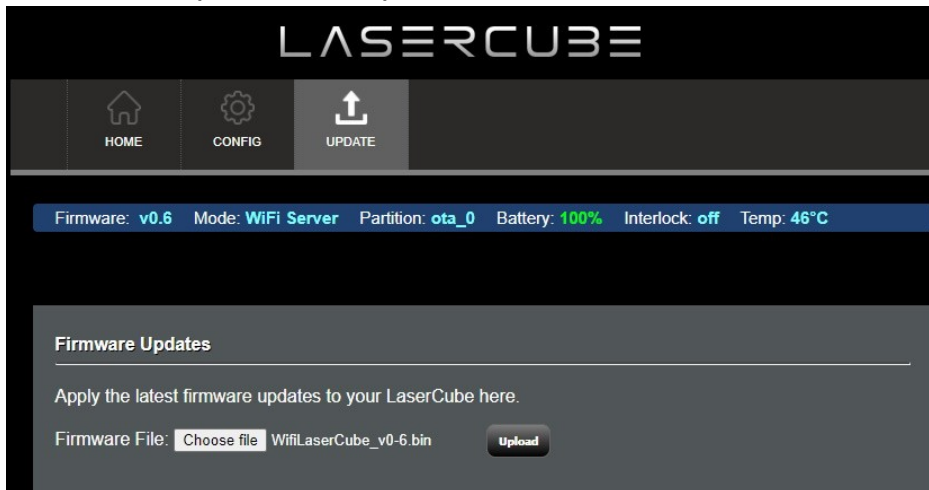 LASERCUBE
HOME CONFIG UPDATE
Firmware: v0.6 Mode: WiFi Server Partition: ota_0 Battery: 100% Interlock: off Temp: 46°C
Firmware Updates
Apply the latest firmware updates to your LaserCube here.
Firmware File: Choose file WifiLaserCube_v0-6.bin Upload